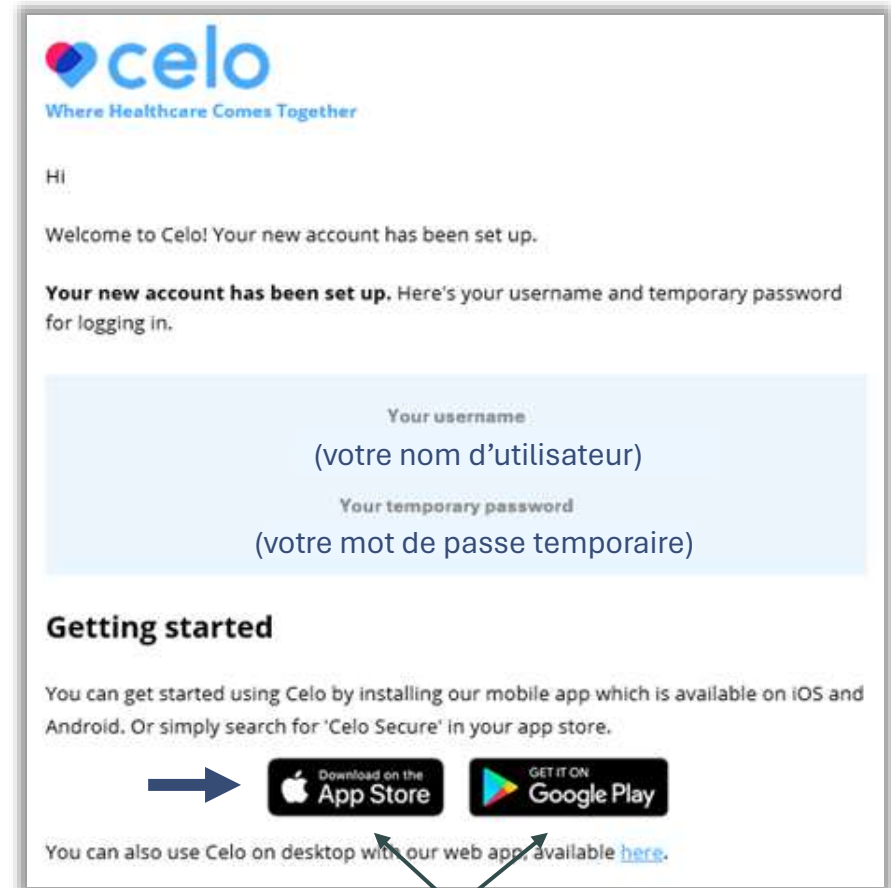 celo
Where Healthcare Comes Together
Hi
Welcome to Celo! Your new account has been set up.
Your new account has been set up. Here's your username and temporary password
for logging in.
Your username
(votre nom d'utilisateur)
Your temporary password
(votre mot de passe temporaire)
Getting started
You can get started using Celo by installing our mobile app which is available on iOS and
Android. Or simply search for 'Celo Secure' in your app store.
Download on the
App Store
GET IT ON
Google Play
You can also use Celo on desktop with our web app, available here.